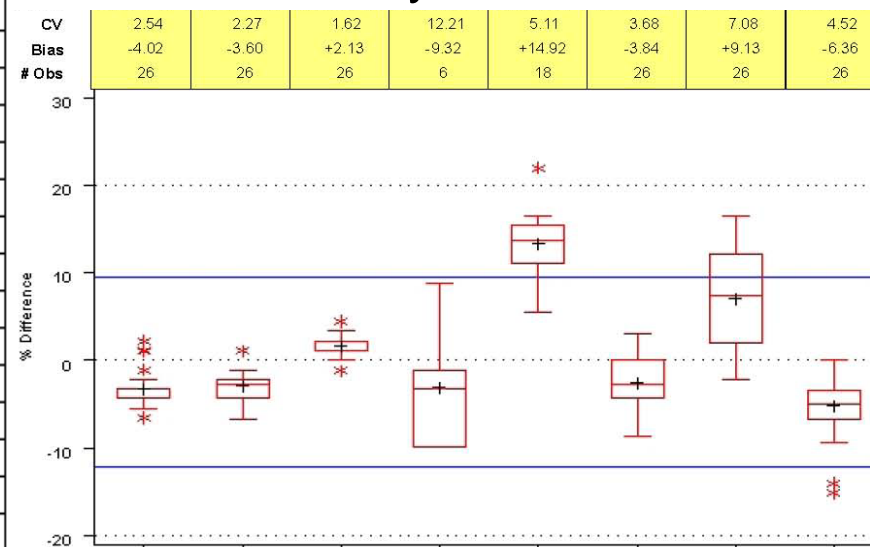 CV 2.54 2.27 1.62 12.21 5.11 3.68 7.08 4.52
Bias -4.02 -3.60 +2.13 -9.32 +14.92 -3.84 +9.13 -6.36
# Obs 26 26 26 6 18 26 26 26
30
20
10
0
-10
-20
% Difference